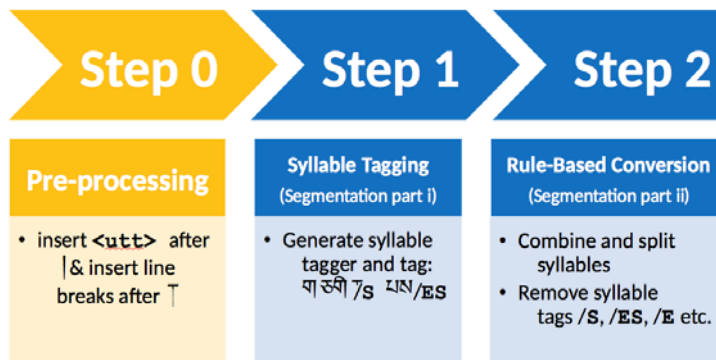 Step 0
Step 1
Step 2
Pre-processing
Syllable Tagging
(Segmentation part i)
Rule-Based Conversion
(Segmentation part ii)
• insert <utt> after
། & insert line
breaks after
• Generate syllable
tagger and tag:
/S /ES
• Combine and split
syllables
• Remove syllable
tags /S, /ES, /E etc.